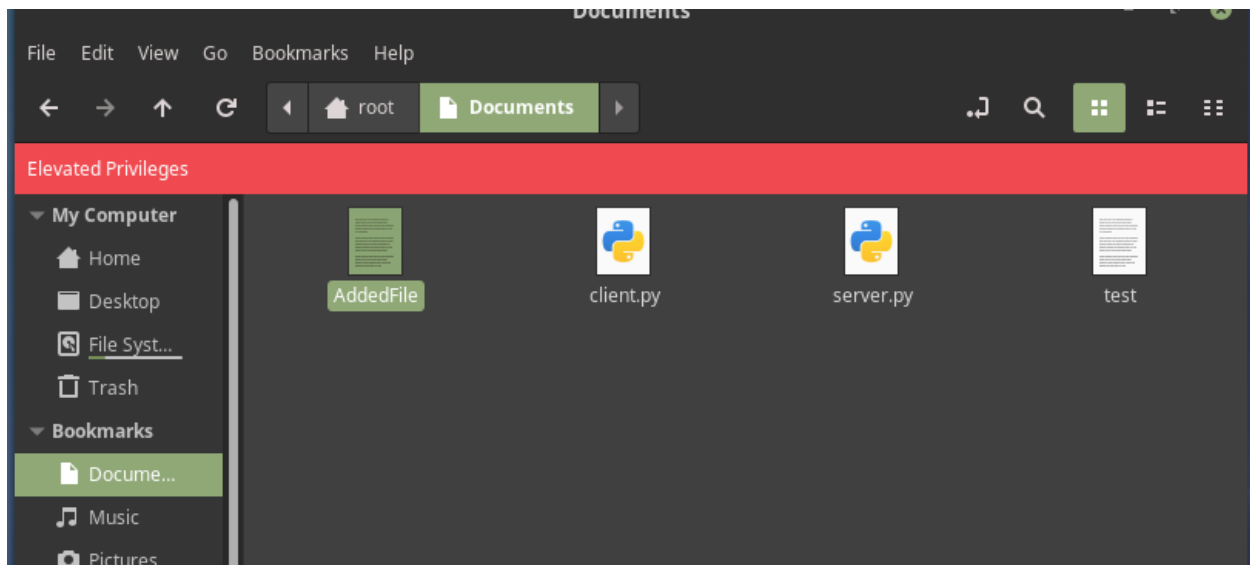 Documents
File Edit View Go Bookmarks Help
root Documents
Elevated Privileges
My Computer
Home
Desktop
File Syst...
Trash
Bookmarks
Docume...
Music
Pictures
AddedFile client.py server.py test